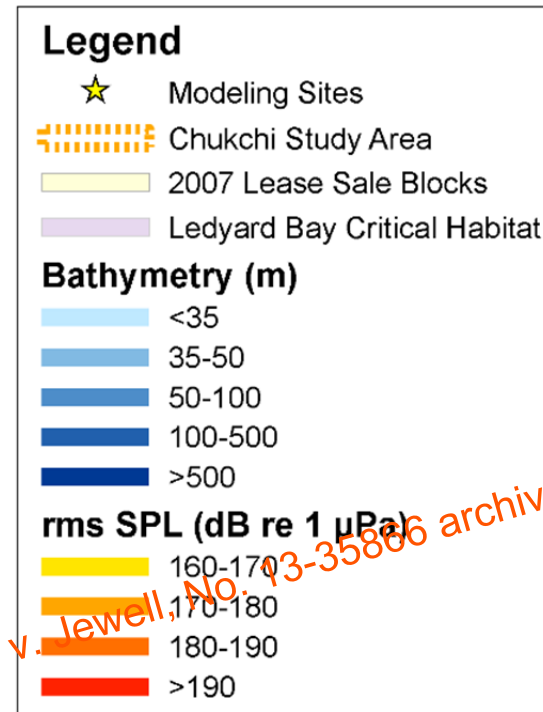 Legend
Modeling Sites
Chukchi Study Area
2007 Lease Sale Blocks
Ledyard Bay Critical Habitat
Bathymetry (m)
<35
35-50
50-100
100-500
>500
rms SPL (dB re 1 µPa)
160-170
170-180
180-190
>190
v. Jewell, No. 13-35866 archiv